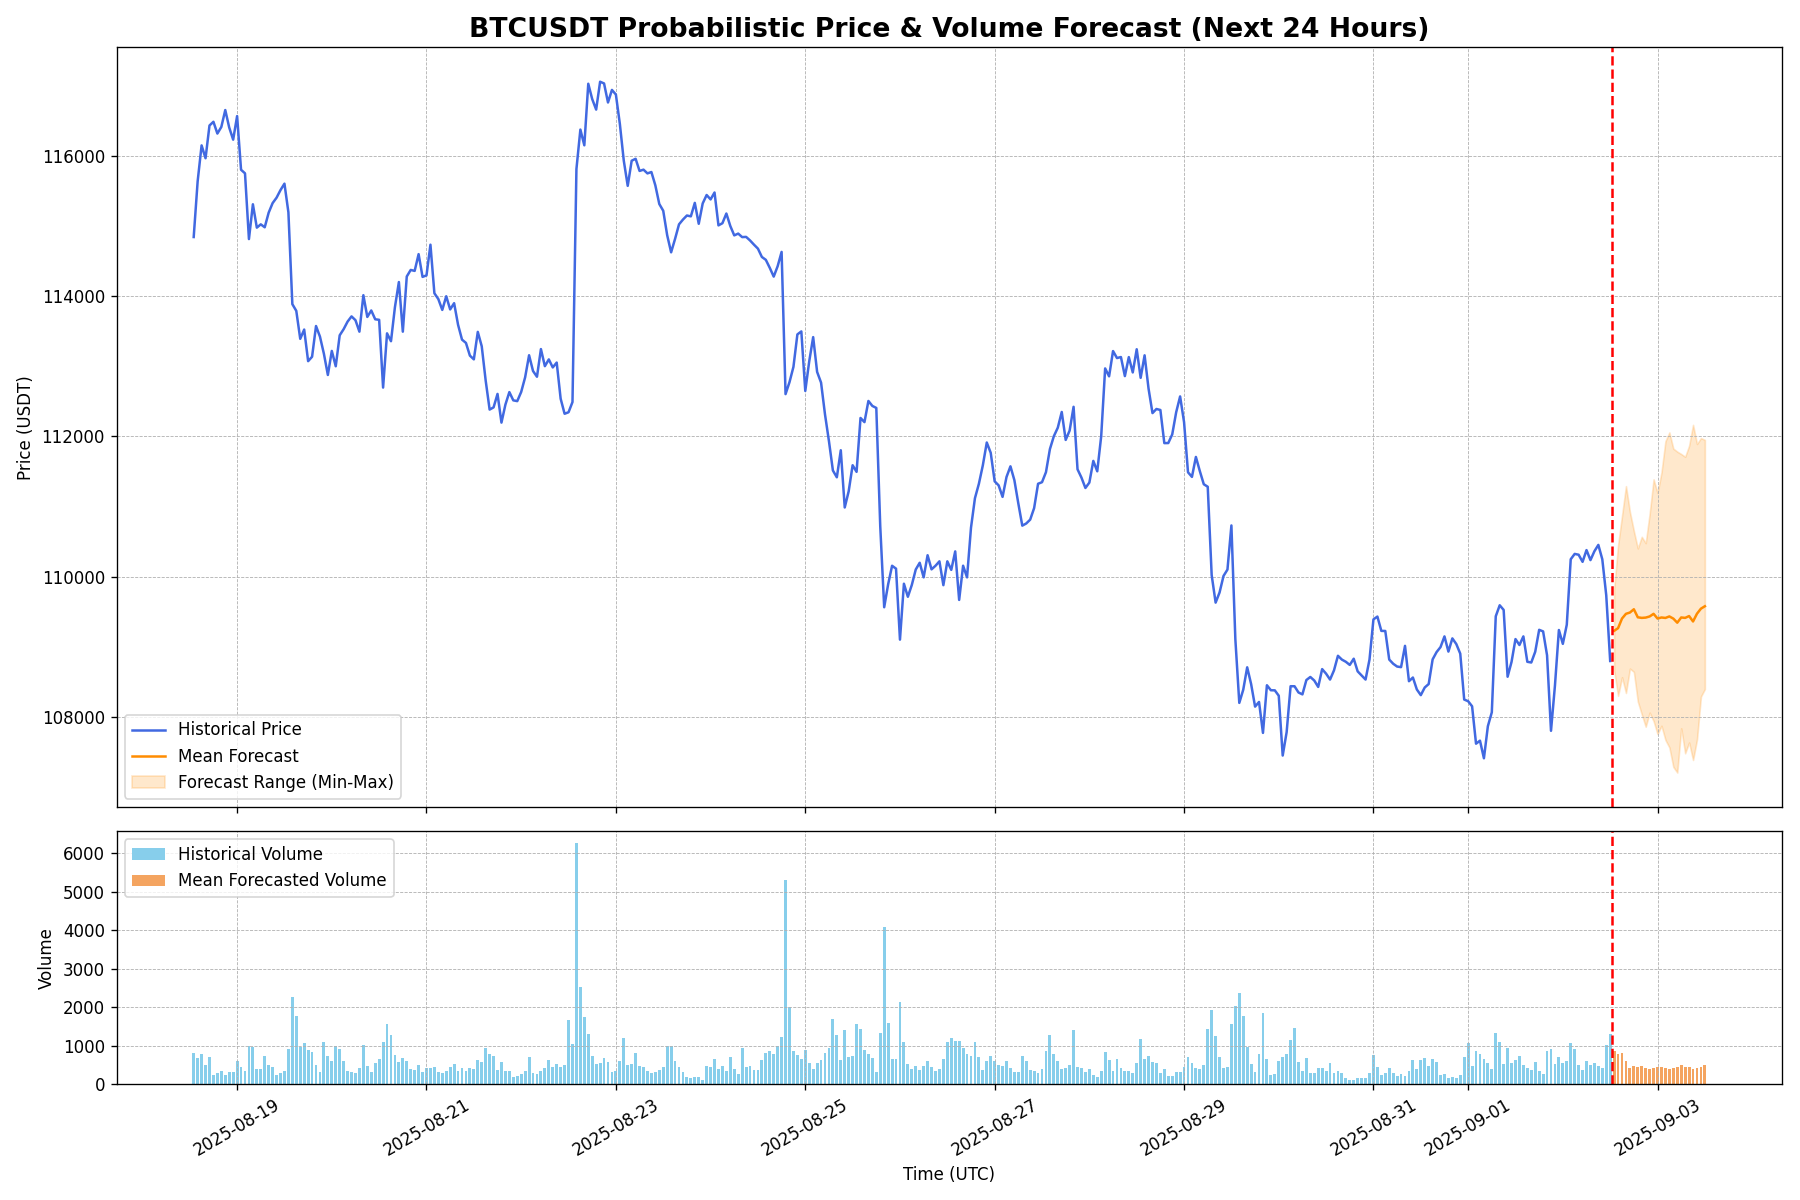 BTCUSDT Probabilistic Price & Volume Forecast (Next 24 Hours)
Price (USDT)
116000
114000
112000
110000
108000
Historical Price
Mean Forecast
Forecast Range (Min-Max)
Volume
6000
5000
4000
3000
2000
1000
0
Historical Volume
Mean Forecasted Volume
2025-08-19
2025-08-21
2025-08-23
2025-08-25
2025-08-27
2025-08-29
2025-08-31
2025-09-01
2025-09-03
Time (UTC)